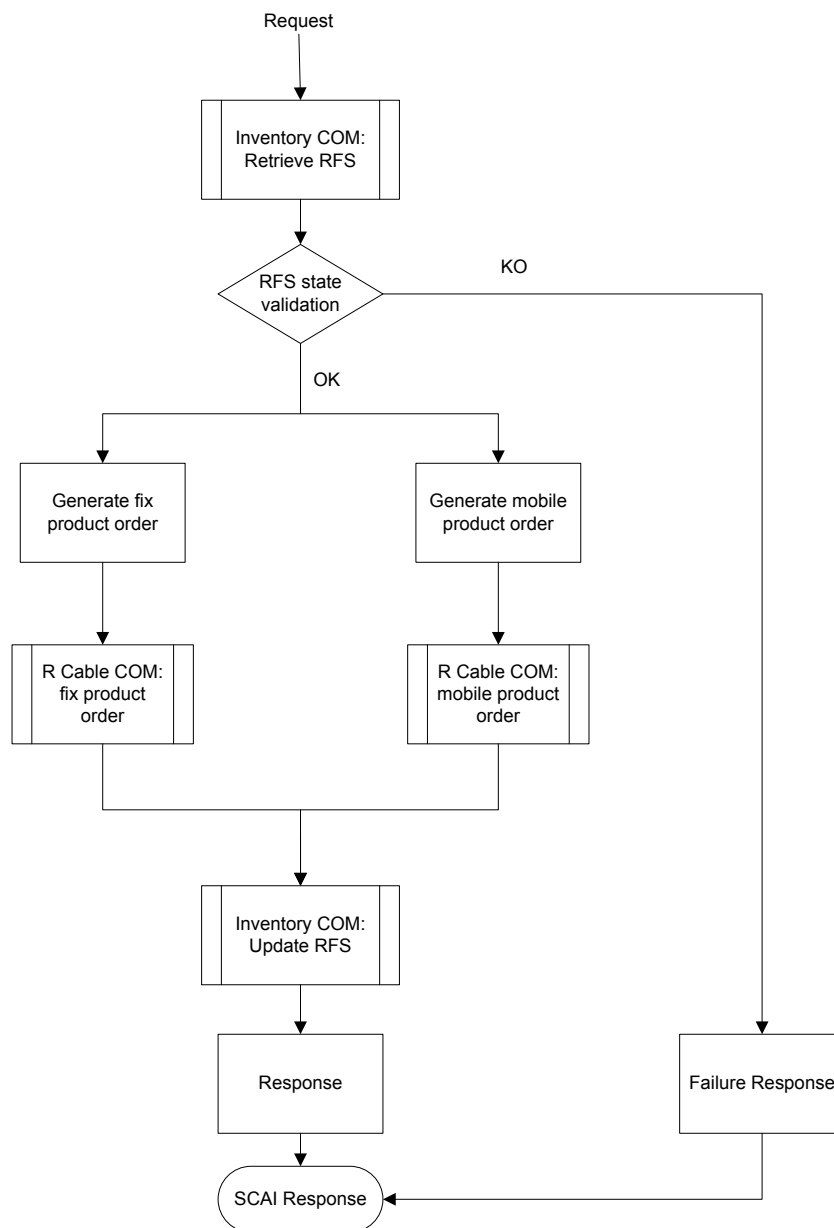 Request
Inventory COM:
Retrieve RFS
RFS state
validation
KO
OK
Generate fix
product order
Generate mobile
product order
R Cable COM:
fix product
order
R Cable COM:
mobile product
order
Inventory COM:
Update RFS
Response
Failure Response
SCAI Response